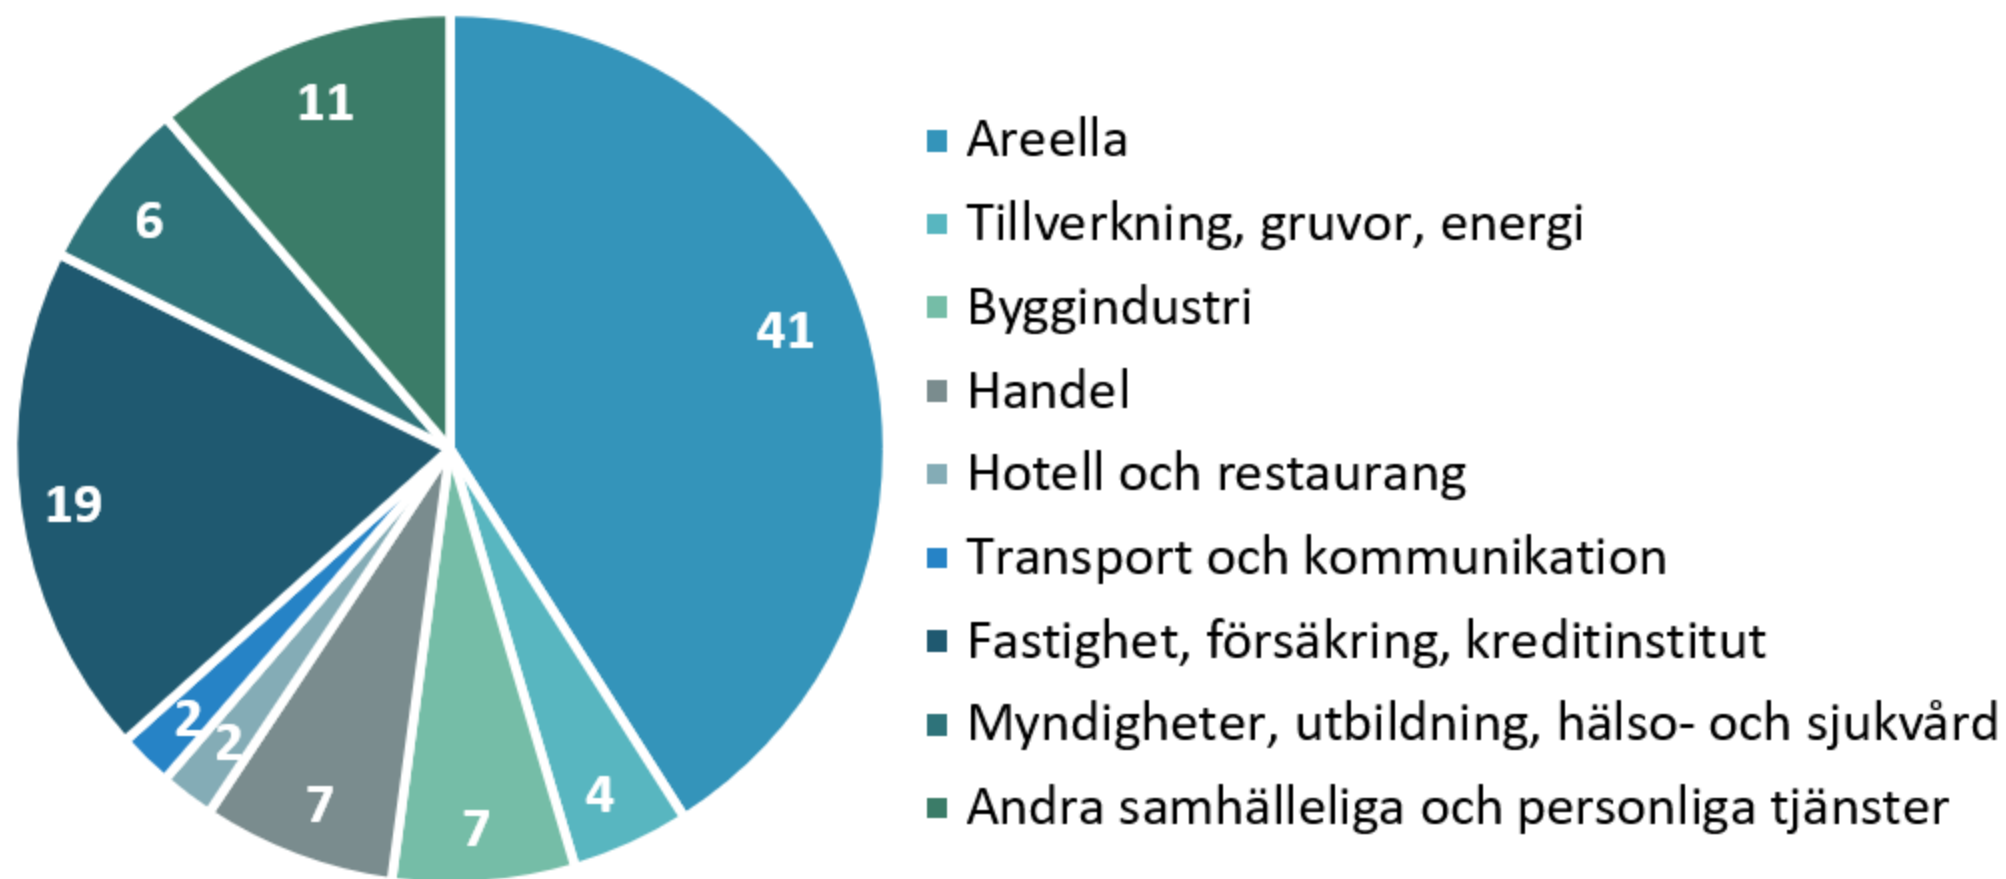 11
6
41
19
2
2
7
7
4
Areella
Tillverkning, gruvor, energi
Byggindustri
Handel
Hotell och restaurang
Transport och kommunikation
Fastighet, försäkring, kreditinstitut
Myndigheter, utbildning, hälso- och sjukvård
Andra samhälleliga och personliga tjänster